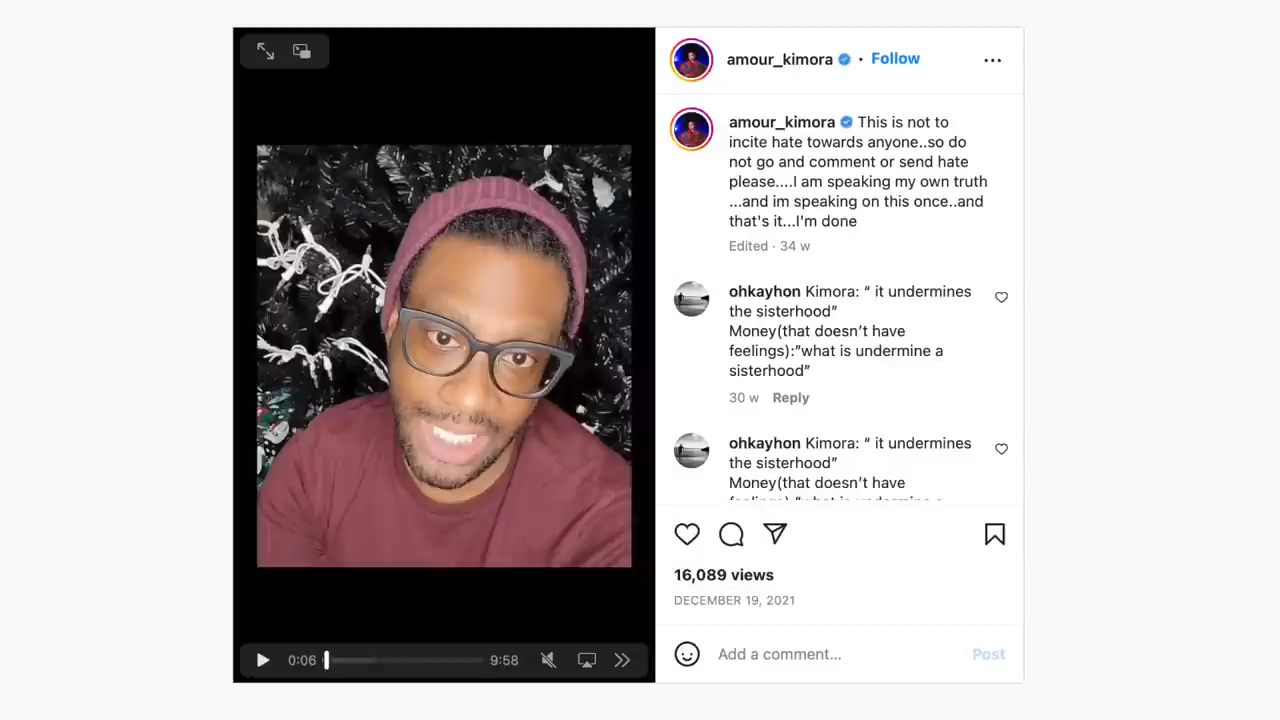 amour_kimora • Follow
amour_kimora This is not to
incite hate towards anyone..so do
not go and comment or send hate
please....I am speaking my own truth
...and im speaking on this once..and
that's it...I'm done
Edited · 34 w
ohkayhon Kimora: “ it undermines
the sisterhood”
Money(that doesn’t have
feelings):”what is undermine a
sisterhood”
30 w Reply
ohkayhon Kimora: “ it undermines
the sisterhood”
Money(that doesn’t have
16,089 views
DECEMBER 19, 2021
0:06 9:58
Add a comment... Post